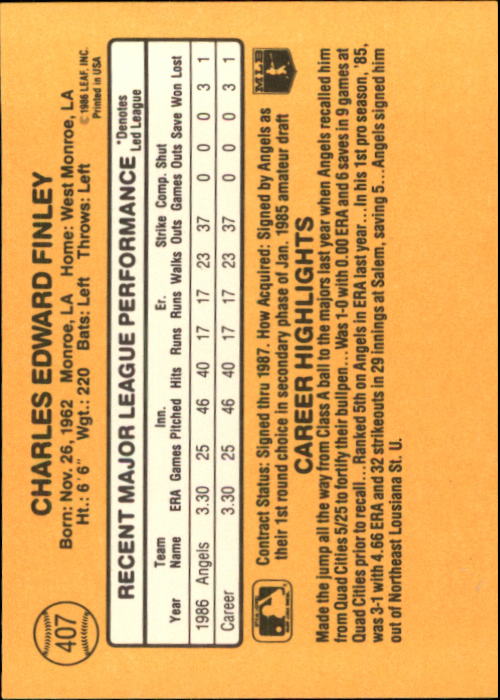 407
CHARLES EDWARD FINLEY
Born: Nov. 26, 1962 Monroe, LA Home: West Monroe, LA
Ht.: 6'6" Wgt.: 220 Bats: Left Throws: Left
© 1986 LEAF, INC.
Printed in USA
RECENT MAJOR LEAGUE PERFORMANCE *Denotes Led League
Team Inn. Er. Strike Comp. Shut
Year Name ERA Games Pitched Hits Runs Runs Walks Outs Games Outs Save Won Lost
1986 Angels 3.30 25 46 40 17 17 23 37 0 0 0 3 1
Career 3.30 25 46 40 17 17 23 37 0 0 0 3 1
Contract Status: Signed thru 1987. How Acquired: Signed by Angels as
their 1st round choice in secondary phase of Jan. 1985 amateur draft
MLB
CAREER HIGHLIGHTS
Made the jump all the way from Class A ball to the majors last year when Angels recalled him
from Quad Cities 5/25 to fortify their bullpen...Was 1-0 with 0.00 ERA and 6 saves in 9 games at
Quad Cities prior to recall...Ranked 5th on Angels in ERA last year...In his 1st pro season, '85,
was 3-1 with 4.66 ERA and 32 strikeouts in 29 innings at Salem, saving 5...Angels signed him
out of Northeast Lousiana St. U.